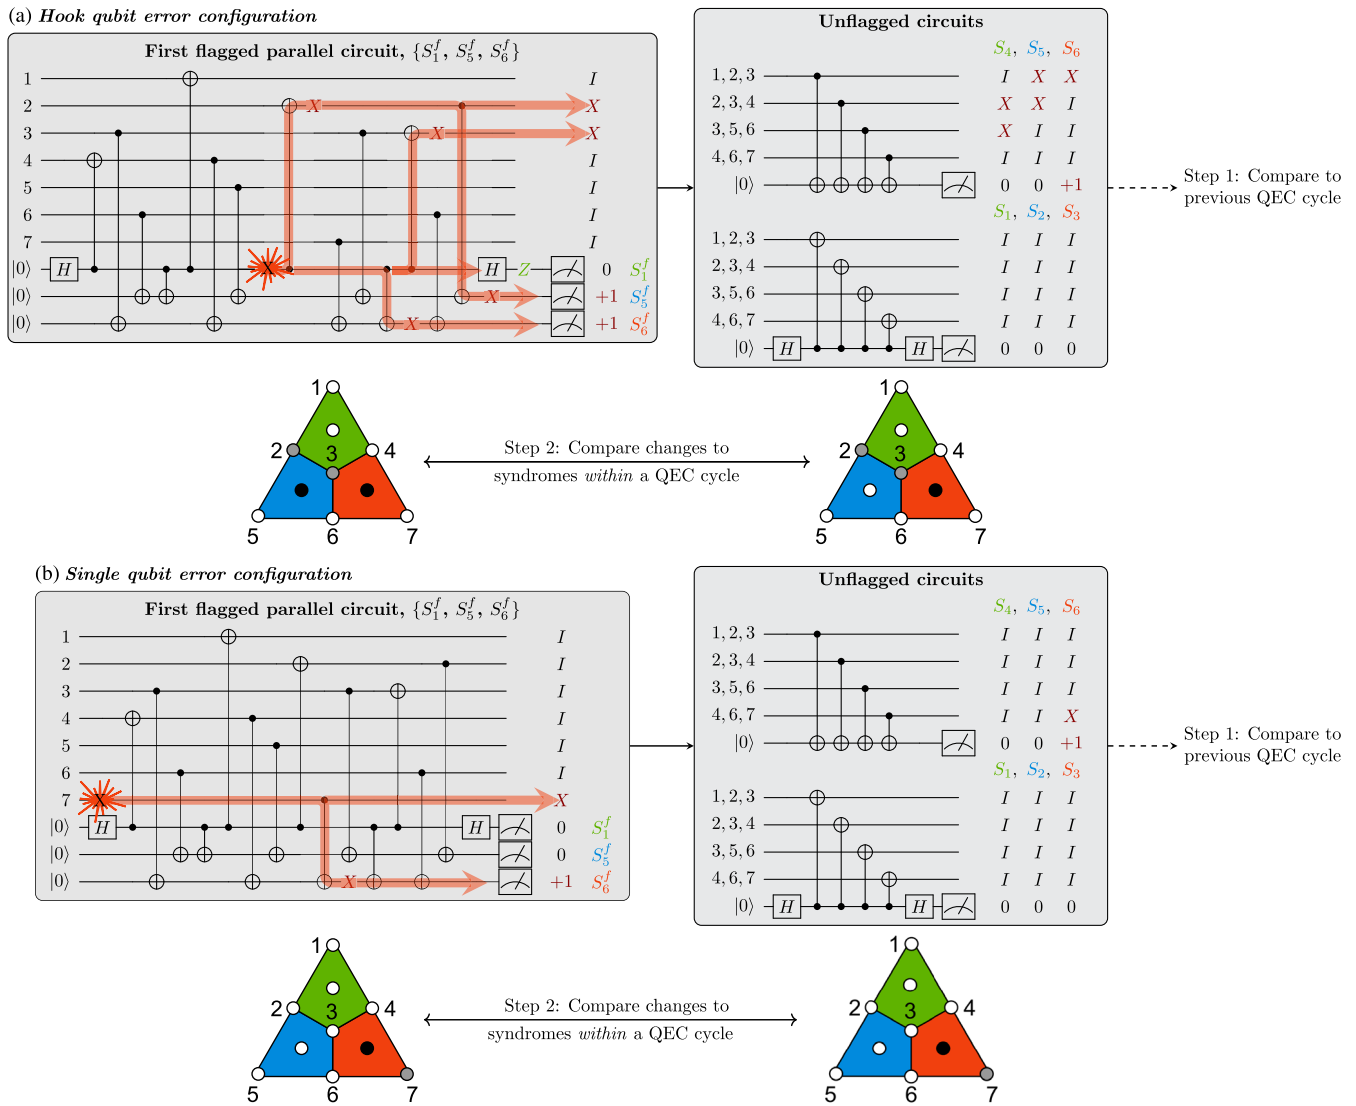 (a) Hook qubit error configuration
First flagged parallel circuit, {S_1^f, S_5^f, S_6^f}
1 I
2 X X
3 X X
4 I
5 I
6 I
7 I
|0⟩ H X H Z 0 S_1^f
|0⟩ X +1 S_5^f
|0⟩ X +1 S_6^f
Unflagged circuits
S_4, S_5, S_6
1, 2, 3 I X X
2, 3, 4 X X I
3, 5, 6 X I I
4, 6, 7 I I I
|0⟩ 0 0 +1
S_1, S_2, S_3
1, 2, 3 I I I
2, 3, 4 I I I
3, 5, 6 I I I
4, 6, 7 I I I
|0⟩ H H 0 0 0
Step 1: Compare to
previous QEC cycle
1
2 3 4
5 6 7
Step 2: Compare changes to
syndromes within a QEC cycle
1
2 3 4
5 6 7
(b) Single qubit error configuration
First flagged parallel circuit, {S_1^f, S_5^f, S_6^f}
1 I
2 I
3 I
4 I
5 I
6 I
7 X X
|0⟩ H H 0 S_1^f
|0⟩ 0 S_5^f
|0⟩ X +1 S_6^f
Unflagged circuits
S_4, S_5, S_6
1, 2, 3 I I I
2, 3, 4 I I I
3, 5, 6 I I I
4, 6, 7 I I X
|0⟩ 0 0 +1
S_1, S_2, S_3
1, 2, 3 I I I
2, 3, 4 I I I
3, 5, 6 I I I
4, 6, 7 I I I
|0⟩ H H 0 0 0
Step 1: Compare to
previous QEC cycle
1
2 3 4
5 6 7
Step 2: Compare changes to
syndromes within a QEC cycle
1
2 3 4
5 6 7